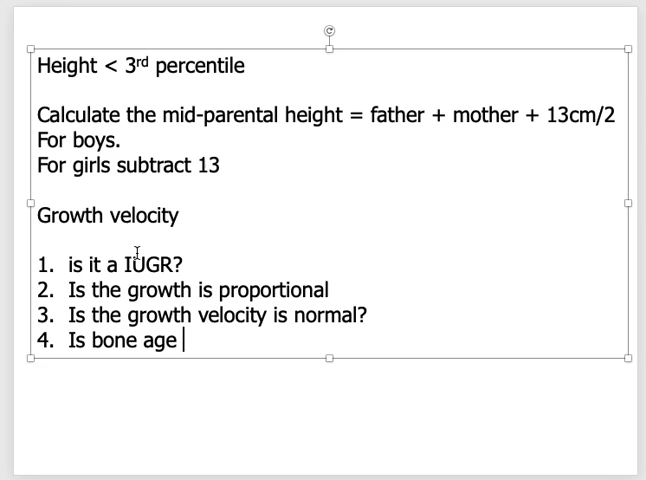 Height < 3rd percentile
Calculate the mid-parental height = father + mother + 13cm/2
For boys.
For girls subtract 13
Growth velocity
1. is it a IUGR?
2. Is the growth is proportional
3. Is the growth velocity is normal?
4. Is bone age